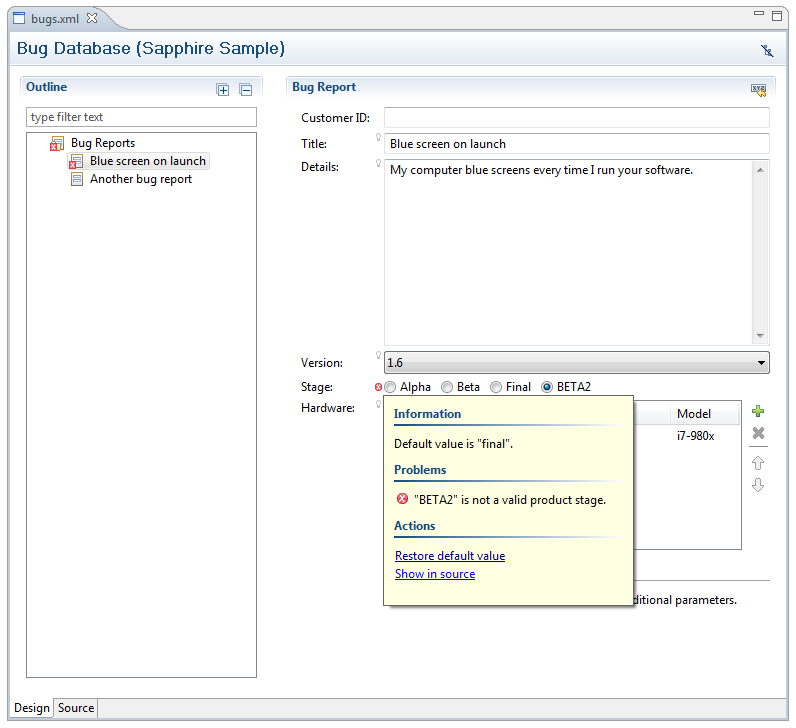 bugs.xml
Bug Database (Sapphire Sample)
Outline
type filter text
Bug Reports
Blue screen on launch
Another bug report
Bug Report
xyz
Customer ID:
Title: Blue screen on launch
Details: My computer blue screens every time I run your software.
Version: 1.6
Stage: Alpha Beta Final BETA2
Hardware: Model
i7-980x
Information
Default value is "final".
Problems
"BETA2" is not a valid product stage.
Actions
Restore default value
Show in source
ditional parameters.
Design Source